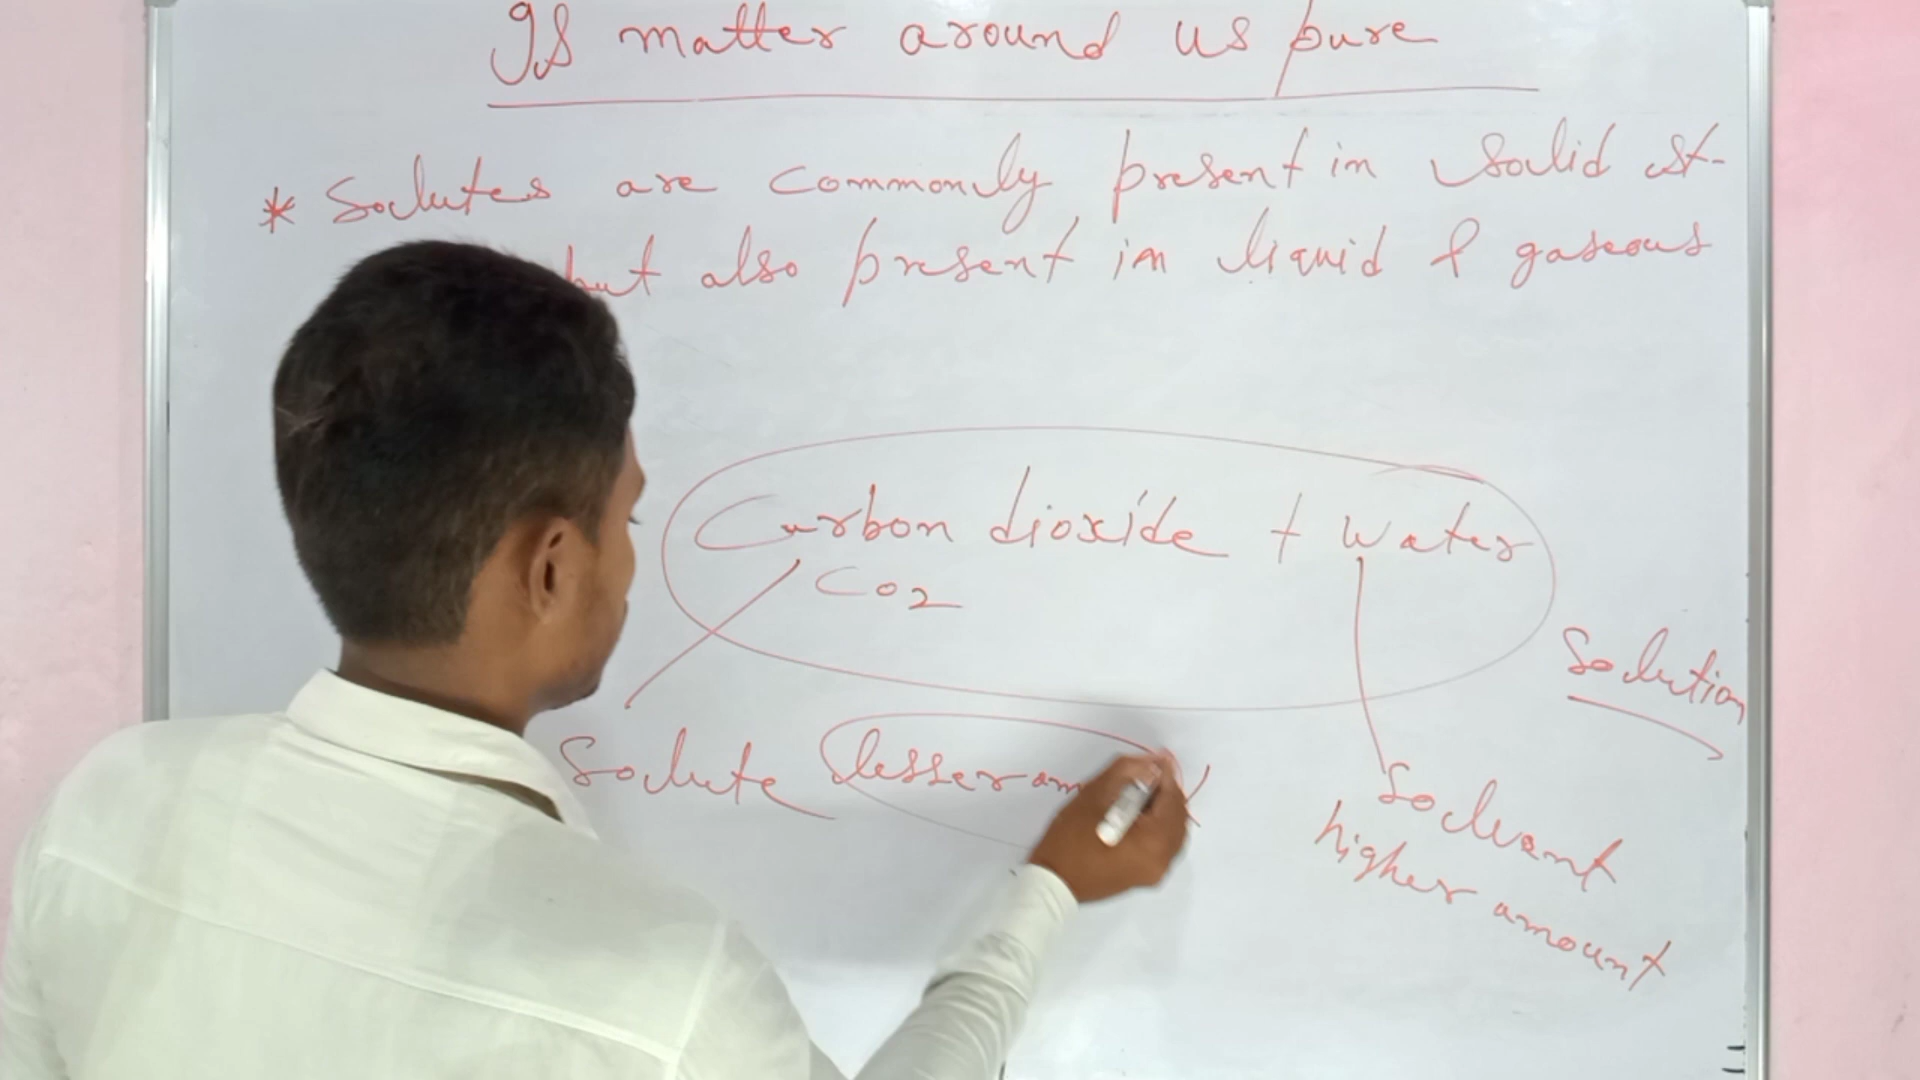 Is matter around us pure
* Solutes are commonly present in solid st-
but also present in liquid & gaseous
Carbon dioxide + water
CO2
Solution
Solute lesser am
Solvant
higher amount